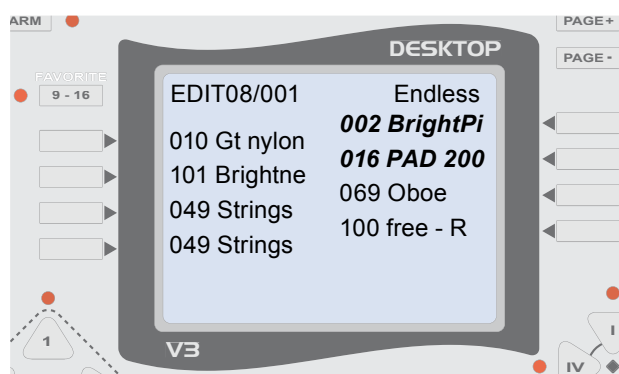 ARM
PAGE+
DESKTOP
PAGE-
FAVORITE
9 - 16
EDIT08/001 Endless
002 BrightPi
010 Gt nylon
016 PAD 200
101 Brightne
069 Oboe
049 Strings
100 free - R
049 Strings
1
I
V3
IV